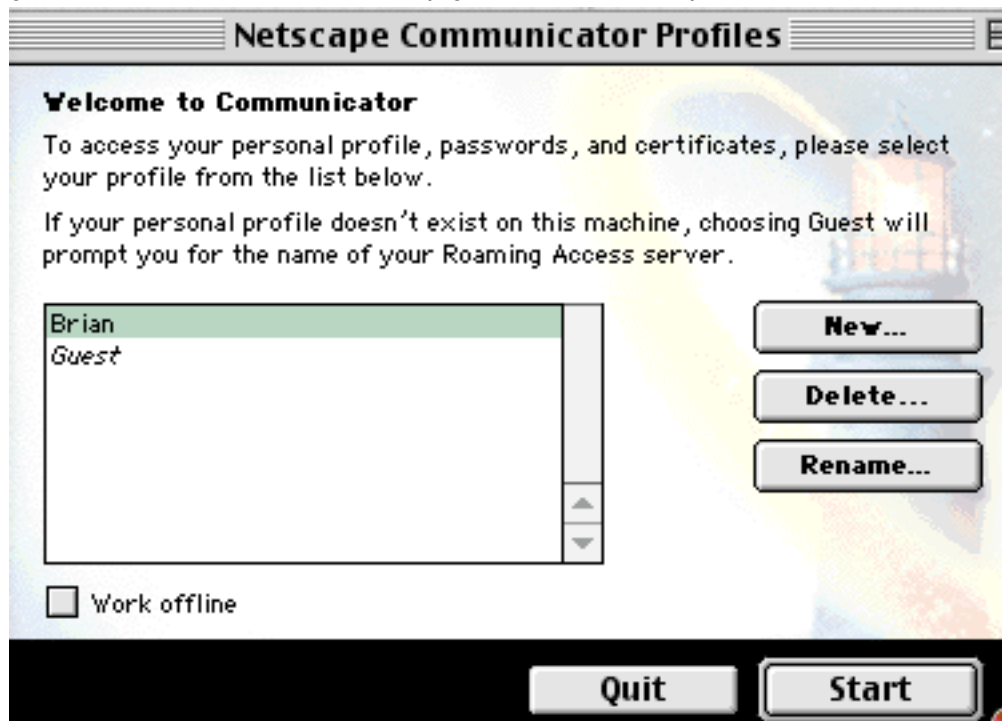 Netscape Communicator Profiles
Welcome to Communicator
To access your personal profile, passwords, and certificates, please select
your profile from the list below.
If your personal profile doesn't exist on this machine, choosing Guest will
prompt you for the name of your Roaming Access server.
Brian
Guest
New...
Delete...
Rename...
Work offline
Quit
Start